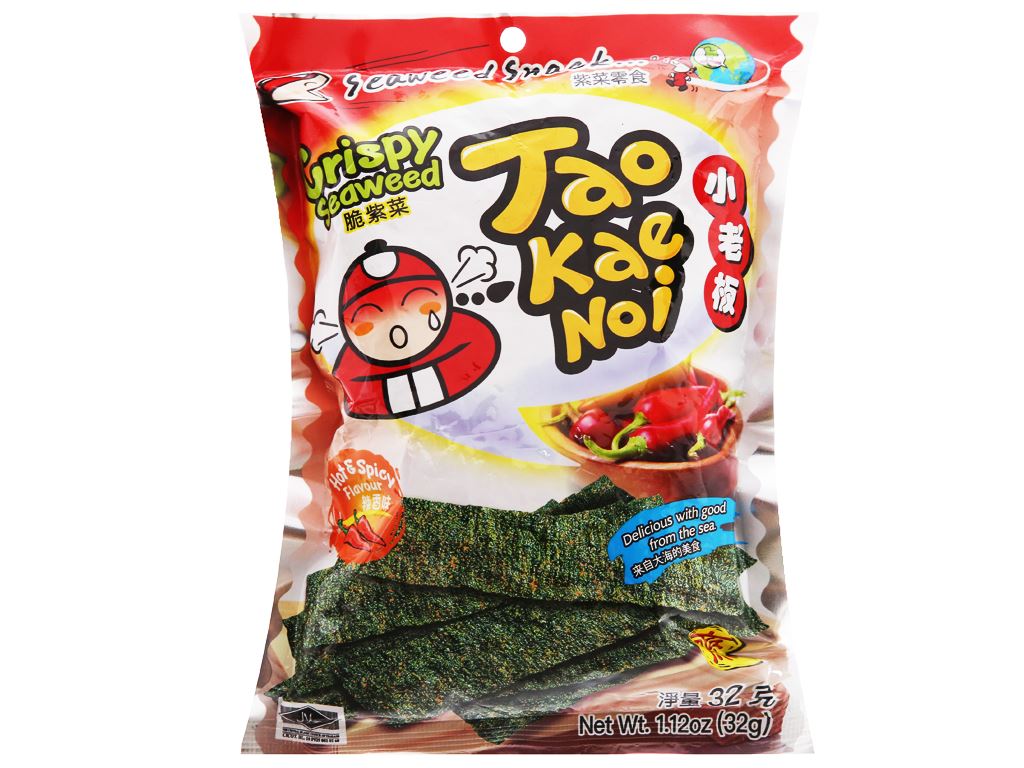 Seaweed Snack...
紫菜零食
Crispy
Seaweed
脆紫菜
Tao
Kae
Noi
小老板
Hot & Spicy
Flavour
辣香味
Delicious with good
from the sea.
来自大海的美食
淨量 32 克
Net Wt. 1.12oz (32g)